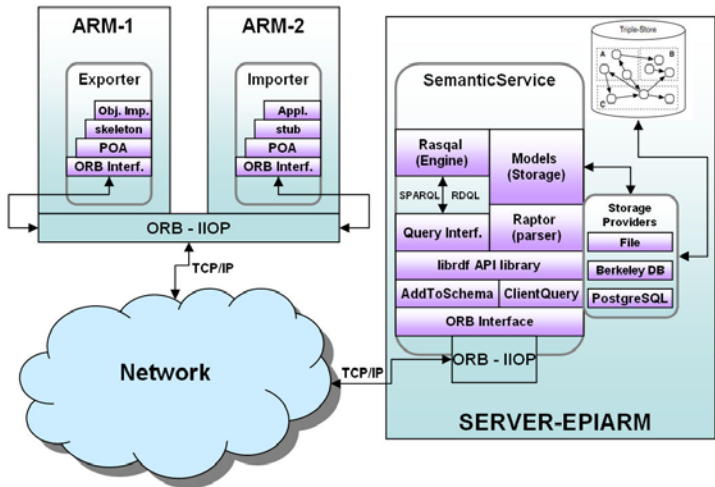 ARM-1
Exporter
Obj. Imp.
skeleton
POA
ORB Interf.
ARM-2
Importer
Appl.
stub
POA
ORB Interf.
ORB - IIOP
TCP/IP
Network
TCP/IP
SemanticService
Rasqal
(Engine)
Models
(Storage)
SPARQL
RDQL
Query Interf.
Raptor
(parser)
librdf API library
AddToSchema
ClientQuery
ORB Interface
ORB - IIOP
Triple-Store
A
B
C
Storage
Providers
File
Berkeley DB
PostgreSQL
SERVER-EPIARM